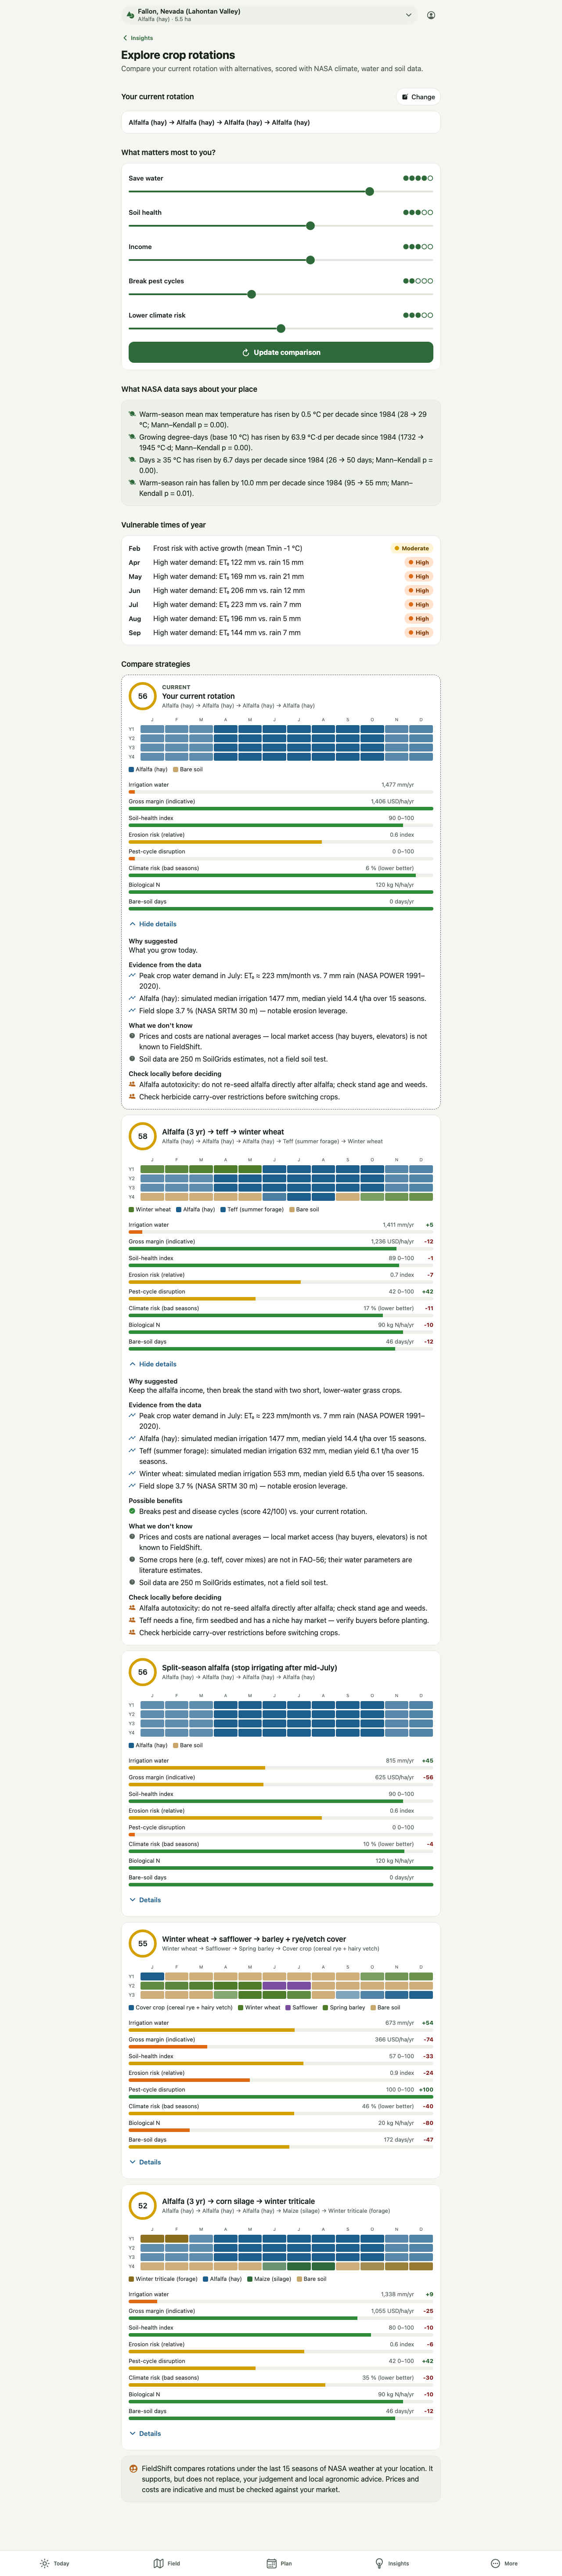 Fallon, Nevada (Lahontan Valley)
Alfalfa (hay) · 5.5 ha
Insights
Explore crop rotations
Compare your current rotation with alternatives, scored with NASA climate, water and soil data.
Your current rotation
Change
Alfalfa (hay) → Alfalfa (hay) → Alfalfa (hay) → Alfalfa (hay)
What matters most to you?
Save water
Soil health
Income
Break pest cycles
Lower climate risk
Update comparison
What NASA data says about your place
Warm-season mean max temperature has risen by 0.5 °C per decade since 1984 (28 → 29
°C; Mann–Kendall p = 0.00).
Growing degree-days (base 10 °C) has risen by 63.9 °C·d per decade since 1984 (1732 →
1945 °C·d; Mann–Kendall p = 0.00).
Days ≥ 35 °C has risen by 6.7 days per decade since 1984 (26 → 50 days; Mann–Kendall p =
0.00).
Warm-season rain has fallen by 10.0 mm per decade since 1984 (95 → 55 mm; Mann–
Kendall p = 0.01).
Vulnerable times of year
Feb Frost risk with active growth (mean Tmin -1 °C) Moderate
Apr High water demand: ET₀ 122 mm vs. rain 15 mm High
May High water demand: ET₀ 169 mm vs. rain 21 mm High
Jun High water demand: ET₀ 206 mm vs. rain 12 mm High
Jul High water demand: ET₀ 223 mm vs. rain 7 mm High
Aug High water demand: ET₀ 196 mm vs. rain 5 mm High
Sep High water demand: ET₀ 144 mm vs. rain 7 mm High
Compare strategies
56
CURRENT
Your current rotation
Alfalfa (hay) → Alfalfa (hay) → Alfalfa (hay) → Alfalfa (hay)
J F M A M J J A S O N D
Y1
Y2
Y3
Y4
Alfalfa (hay) Bare soil
Irrigation water 1,477 mm/yr
Gross margin (indicative) 1,406 USD/ha/yr
Soil-health index 90 0–100
Erosion risk (relative) 0.6 index
Pest-cycle disruption 0 0–100
Climate risk (bad seasons) 6 % (lower better)
Biological N 120 kg N/ha/yr
Bare-soil days 0 days/yr
Hide details
Why suggested
What you grow today.
Evidence from the data
Peak crop water demand in July: ET₀ ≈ 223 mm/month vs. 7 mm rain (NASA POWER 1991–
2020).
Alfalfa (hay): simulated median irrigation 1477 mm, median yield 14.4 t/ha over 15 seasons.
Field slope 3.7 % (NASA SRTM 30 m) — notable erosion leverage.
What we don't know
Prices and costs are national averages — local market access (hay buyers, elevators) is not
known to FieldShift.
Soil data are 250 m SoilGrids estimates, not a field soil test.
Check locally before deciding
Alfalfa autotoxicity: do not re-seed alfalfa directly after alfalfa; check stand age and weeds.
Check herbicide carry-over restrictions before switching crops.
58
Alfalfa (3 yr) → teff → winter wheat
Alfalfa (hay) → Alfalfa (hay) → Alfalfa (hay) → Teff (summer forage) → Winter wheat
J F M A M J J A S O N D
Y1
Y2
Y3
Y4
Winter wheat Alfalfa (hay) Teff (summer forage) Bare soil
Irrigation water 1,411 mm/yr +5
Gross margin (indicative) 1,236 USD/ha/yr -12
Soil-health index 89 0–100 -1
Erosion risk (relative) 0.7 index -7
Pest-cycle disruption 42 0–100 +42
Climate risk (bad seasons) 17 % (lower better) -11
Biological N 90 kg N/ha/yr -10
Bare-soil days 46 days/yr -12
Hide details
Why suggested
Keep the alfalfa income, then break the stand with two short, lower-water grass crops.
Evidence from the data
Peak crop water demand in July: ET₀ ≈ 223 mm/month vs. 7 mm rain (NASA POWER 1991–
2020).
Alfalfa (hay): simulated median irrigation 1477 mm, median yield 14.4 t/ha over 15 seasons.
Teff (summer forage): simulated median irrigation 632 mm, median yield 6.1 t/ha over 15
seasons.
Winter wheat: simulated median irrigation 553 mm, median yield 6.5 t/ha over 15 seasons.
Field slope 3.7 % (NASA SRTM 30 m) — notable erosion leverage.
Possible benefits
Breaks pest and disease cycles (score 42/100) vs. your current rotation.
What we don't know
Prices and costs are national averages — local market access (hay buyers, elevators) is not
known to FieldShift.
Some crops here (e.g. teff, cover mixes) are not in FAO-56; their water parameters are
literature estimates.
Soil data are 250 m SoilGrids estimates, not a field soil test.
Check locally before deciding
Alfalfa autotoxicity: do not re-seed alfalfa directly after alfalfa; check stand age and weeds.
Teff needs a fine, firm seedbed and has a niche hay market — verify buyers before planting.
Check herbicide carry-over restrictions before switching crops.
56
Split-season alfalfa (stop irrigating after mid-July)
Alfalfa (hay) → Alfalfa (hay) → Alfalfa (hay) → Alfalfa (hay)
J F M A M J J A S O N D
Y1
Y2
Y3
Y4
Alfalfa (hay) Bare soil
Irrigation water 815 mm/yr +45
Gross margin (indicative) 625 USD/ha/yr -56
Soil-health index 90 0–100
Erosion risk (relative) 0.6 index
Pest-cycle disruption 0 0–100
Climate risk (bad seasons) 10 % (lower better) -4
Biological N 120 kg N/ha/yr
Bare-soil days 0 days/yr
Details
55
Winter wheat → safflower → barley + rye/vetch cover
Winter wheat → Safflower → Spring barley → Cover crop (cereal rye + hairy vetch)
J F M A M J J A S O N D
Y1
Y2
Y3
Cover crop (cereal rye + hairy vetch) Winter wheat Safflower Spring barley Bare soil
Irrigation water 673 mm/yr +54
Gross margin (indicative) 366 USD/ha/yr -74
Soil-health index 57 0–100 -33
Erosion risk (relative) 0.9 index -24
Pest-cycle disruption 100 0–100 +100
Climate risk (bad seasons) 46 % (lower better) -40
Biological N 20 kg N/ha/yr -80
Bare-soil days 172 days/yr -47
Details
52
Alfalfa (3 yr) → corn silage → winter triticale
Alfalfa (hay) → Alfalfa (hay) → Alfalfa (hay) → Maize (silage) → Winter triticale (forage)
J F M A M J J A S O N D
Y1
Y2
Y3
Y4
Winter triticale (forage) Alfalfa (hay) Maize (silage) Bare soil
Irrigation water 1,338 mm/yr +9
Gross margin (indicative) 1,055 USD/ha/yr -25
Soil-health index 80 0–100 -10
Erosion risk (relative) 0.6 index -6
Pest-cycle disruption 42 0–100 +42
Climate risk (bad seasons) 35 % (lower better) -30
Biological N 90 kg N/ha/yr -10
Bare-soil days 46 days/yr -12
Details
FieldShift compares rotations under the last 15 seasons of NASA weather at your location. It
supports, but does not replace, your judgement and local agronomic advice. Prices and
costs are indicative and must be checked against your market.
Today Field Plan Insights More